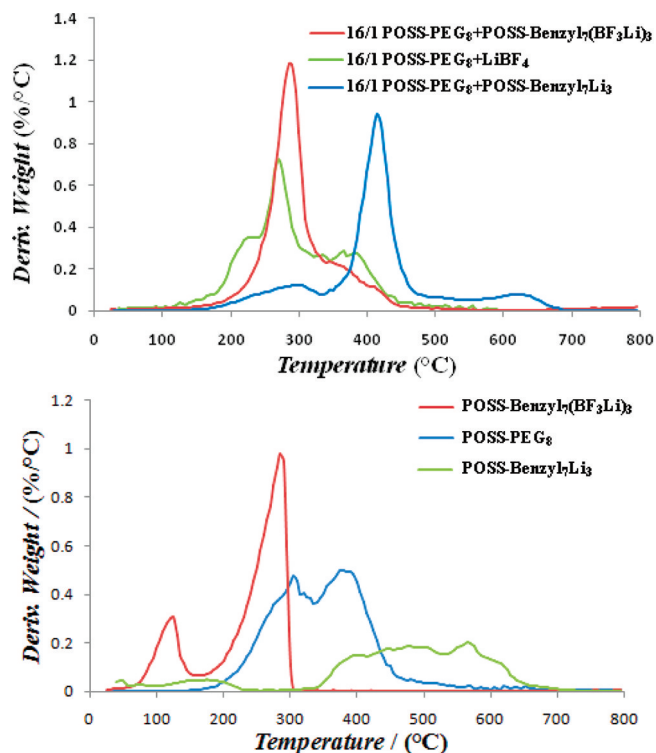 16/1 POSS-PEG₈+POSS-Benzyl₇(BF₃Li)₃
16/1 POSS-PEG₈+LiBF₄
16/1 POSS-PEG₈+POSS-Benzyl₇Li₃
Deriv. Weight (%/°C)
1.4
1.2
1
0.8
0.6
0.4
0.2
0
0 100 200 300 400 500 600 700 800
Temperature (°C)
POSS-Benzyl₇(BF₃Li)₃
POSS-PEG₈
POSS-Benzyl₇Li₃
Deriv. Weight / (%/°C)
1.2
1
0.8
0.6
0.4
0.2
0
0 100 200 300 400 500 600 700 800
Temperature / (°C)